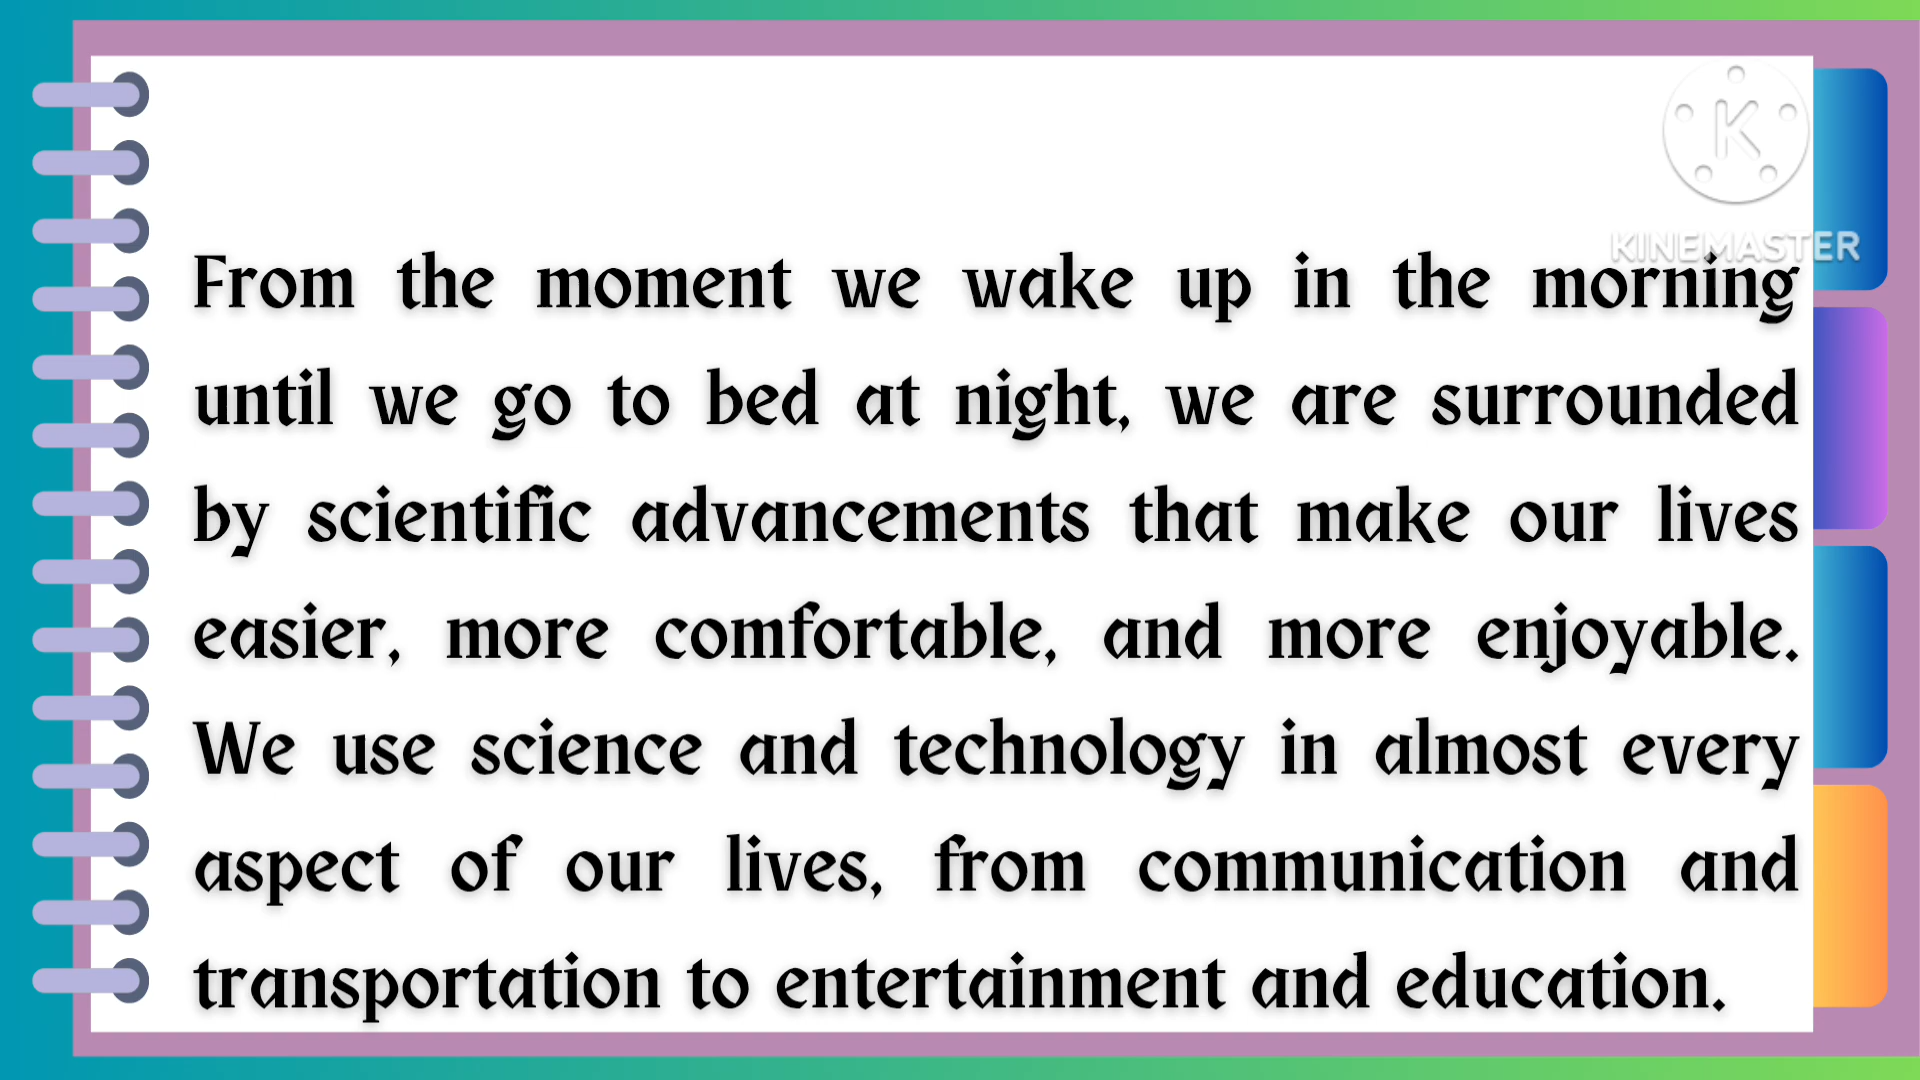 K
KINEMASTER
From the moment we wake up in the morning
until we go to bed at night, we are surrounded
by scientific advancements that make our lives
easier, more comfortable, and more enjoyable.
We use science and technology in almost every
aspect of our lives, from communication and
transportation to entertainment and education.